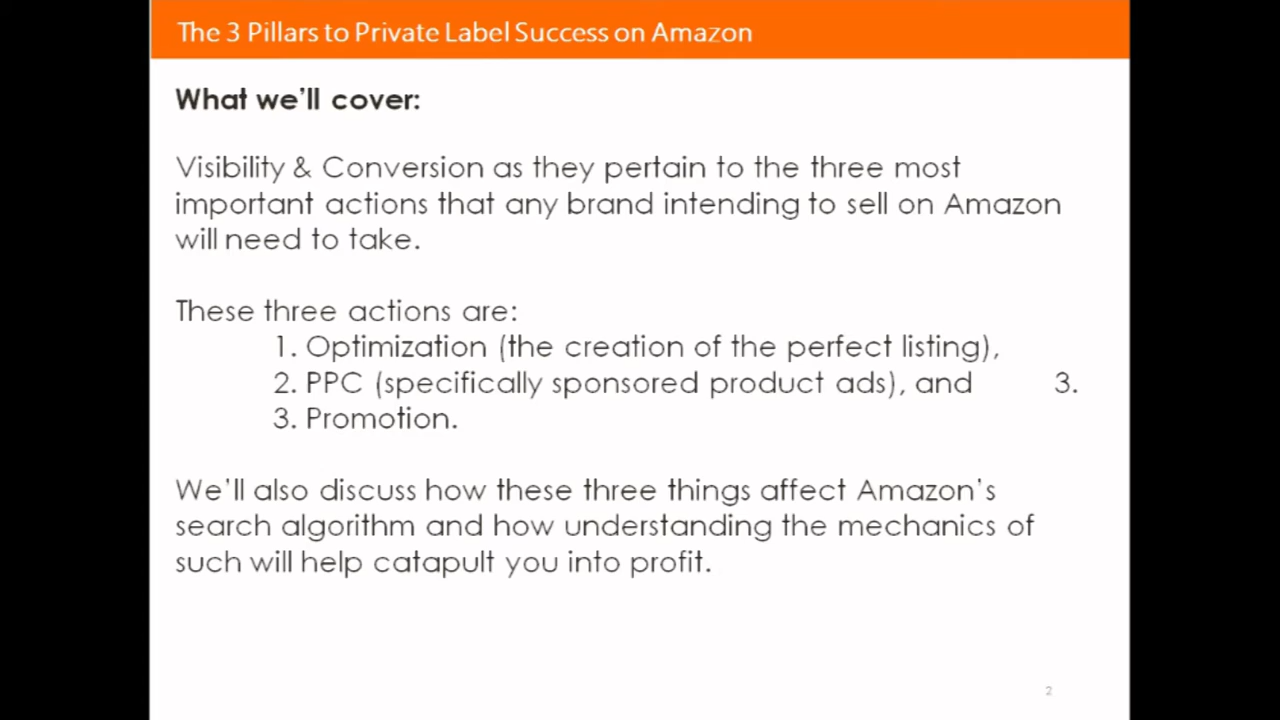 The 3 Pillars to Private Label Success on Amazon
What we'll cover:
Visibility & Conversion as they pertain to the three most
important actions that any brand intending to sell on Amazon
will need to take.
These three actions are:
1. Optimization (the creation of the perfect listing),
2. PPC (specifically sponsored product ads), and 3.
3. Promotion.
We'll also discuss how these three things affect Amazon's
search algorithm and how understanding the mechanics of
such will help catapult you into profit.
2